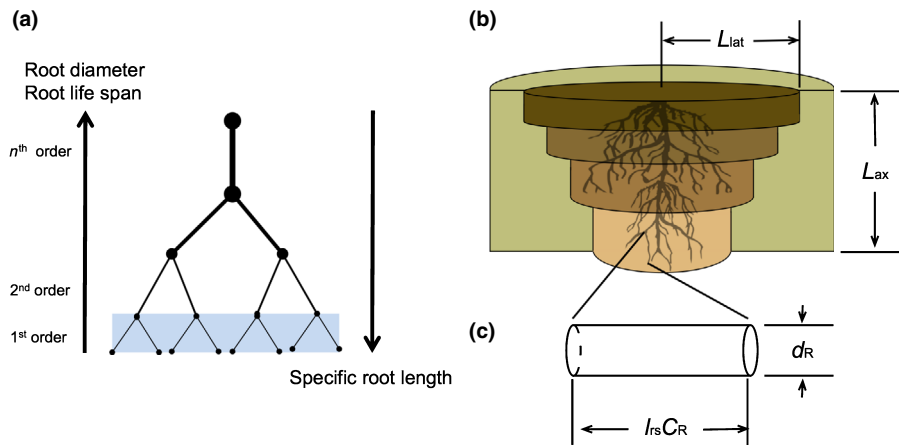 (a)
Root diameter
Root life span
nth order
2nd order
1st order
Specific root length
(b)
Llat
Lax
(c)
dR
lrsCR